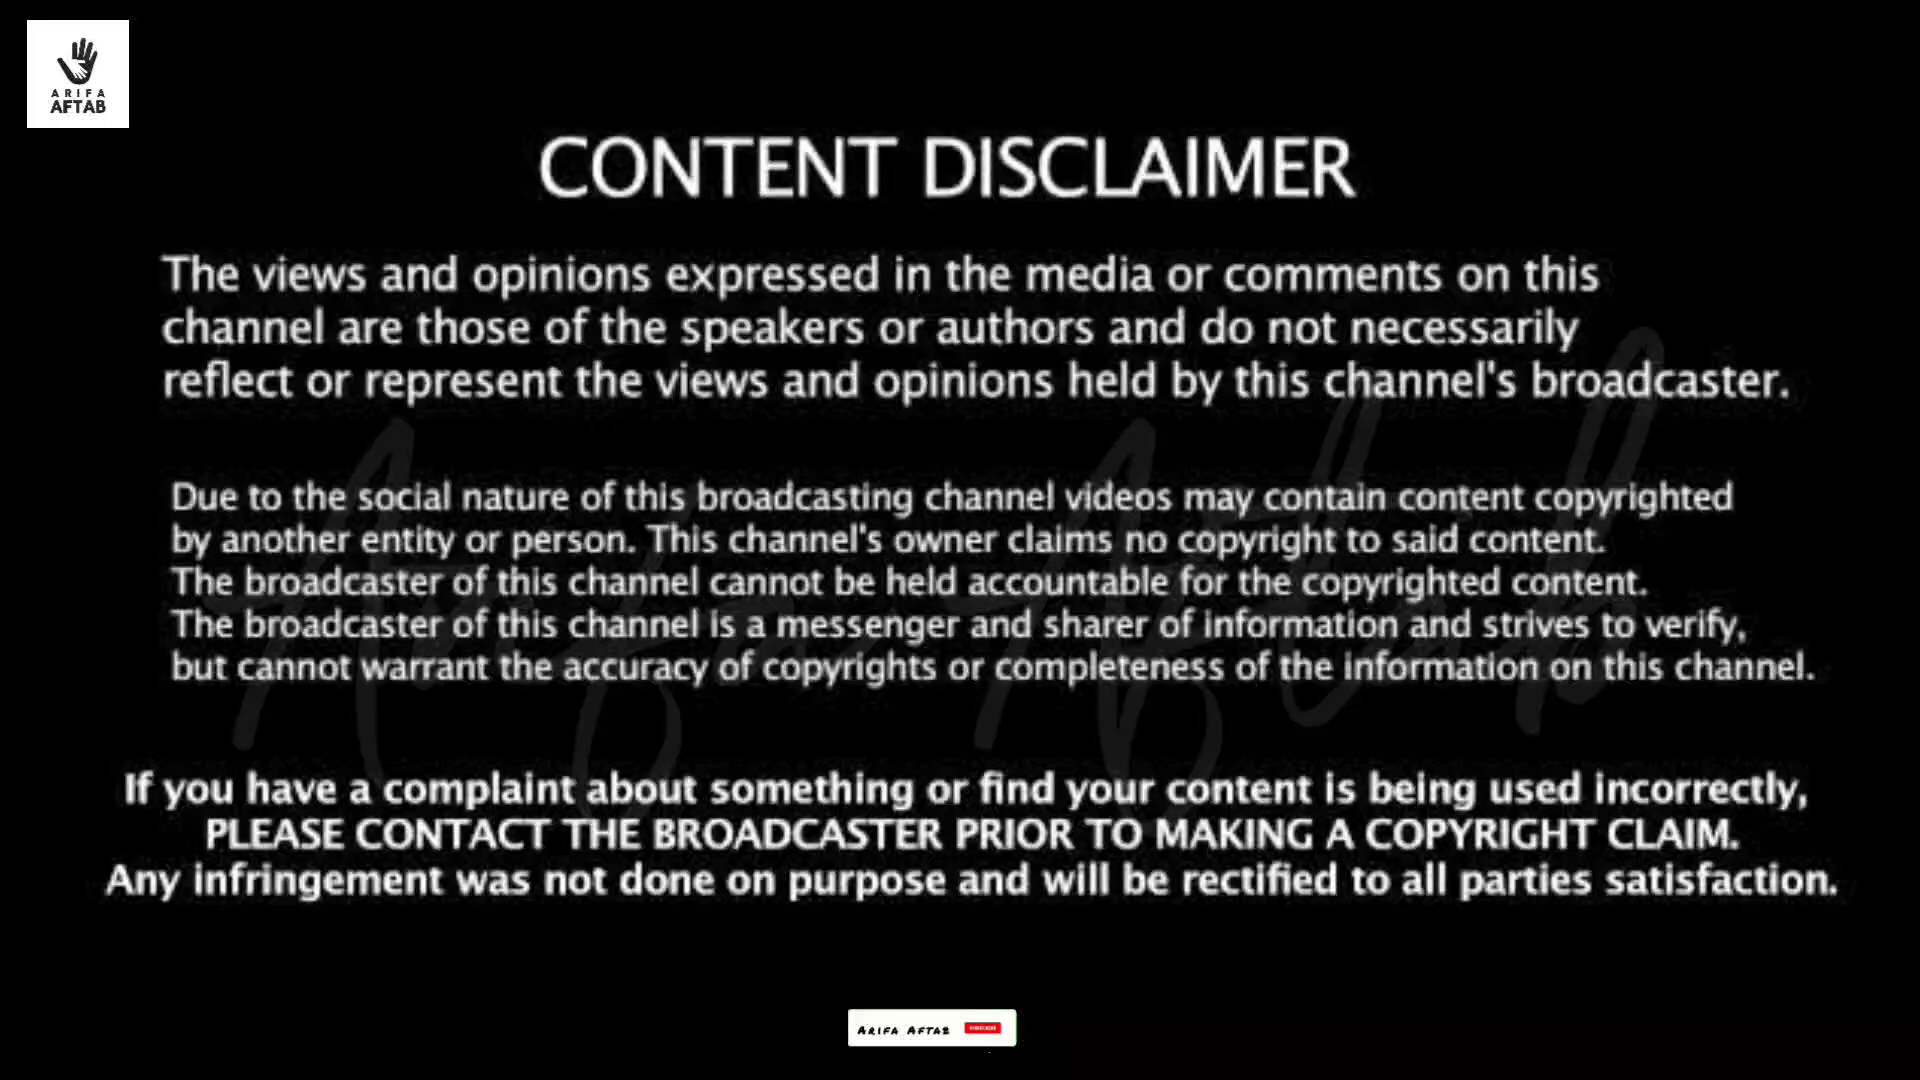 ARIFA
AFTAB
CONTENT DISCLAIMER
The views and opinions expressed in the media or comments on this
channel are those of the speakers or authors and do not necessarily
reflect or represent the views and opinions held by this channel's broadcaster.
Due to the social nature of this broadcasting channel videos may contain content copyrighted
by another entity or person. This channel's owner claims no copyright to said content.
The broadcaster of this channel cannot be held accountable for the copyrighted content.
The broadcaster of this channel is a messenger and sharer of information and strives to verify,
but cannot warrant the accuracy of copyrights or completeness of the information on this channel.
Arifa Aftab
If you have a complaint about something or find your content is being used incorrectly,
PLEASE CONTACT THE BROADCASTER PRIOR TO MAKING A COPYRIGHT CLAIM.
Any infringement was not done on purpose and will be rectified to all parties satisfaction.
ARIFA AFTAB SUBSCRIBE